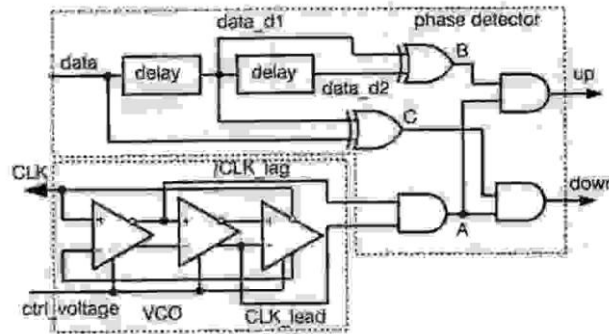 data_d1
phase detector
data
delay
delay
B
up
data_d2
C
CLK
/CLK_lag
down
A
+
+
+
-
-
-
ctrl_voltage
VCO
CLK_lead